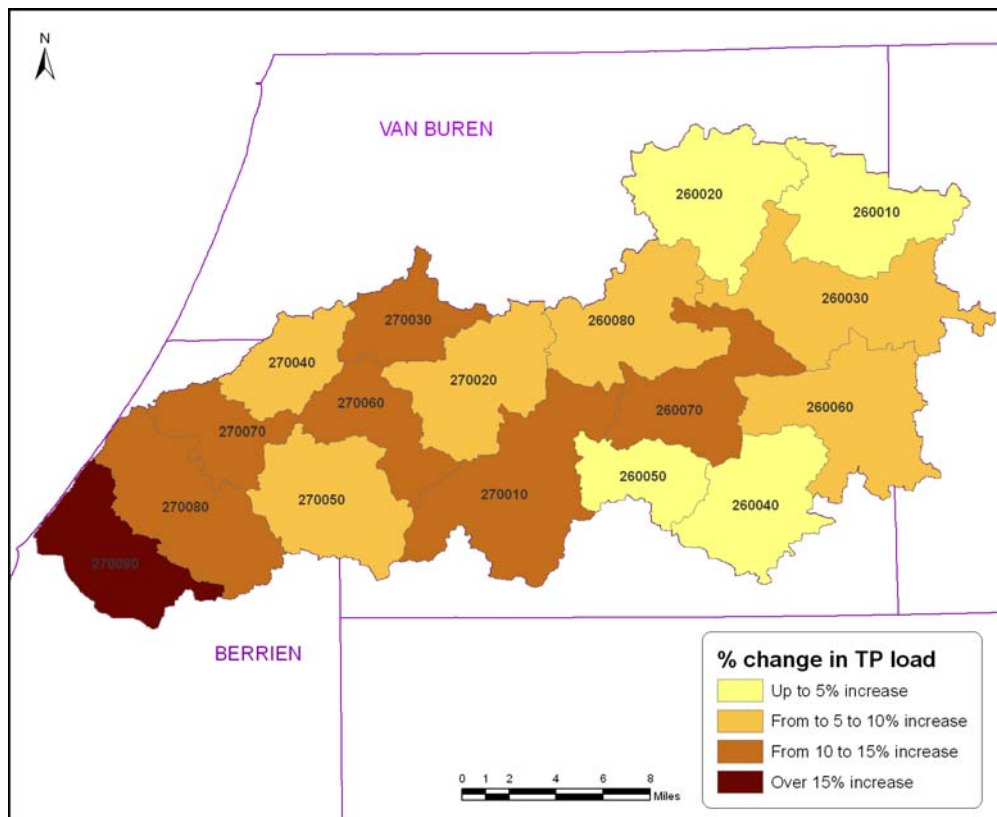 N
VAN BUREN
260020
260010
260030
270030
260080
270040
270020
270060
260070
260060
270070
260050
270010
270050
270080
260040
270090
BERRIEN
% change in TP load
Up to 5% increase
From to 5 to 10% increase
From 10 to 15% increase
Over 15% increase
0 1 2 4 6 8
Miles